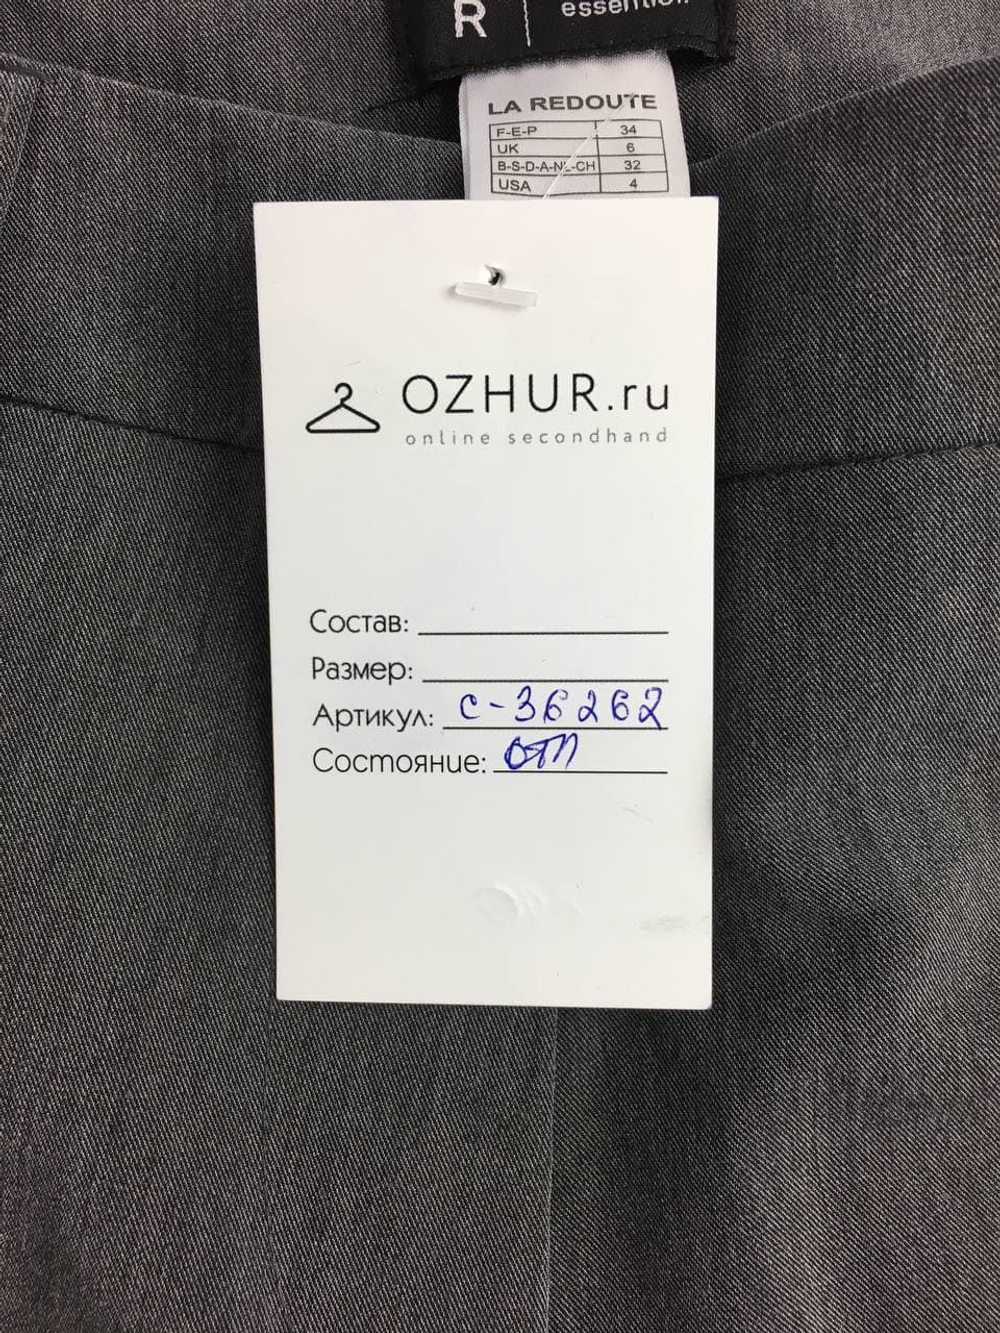 R
LA REDOUTE
F-E-P 34
UK 6
B-S-D-A-NL-CH 32
USA 4
OZHUR.ru
online secondhand
Состав:
Размер:
Артикул: с-36262
Состояние: отл